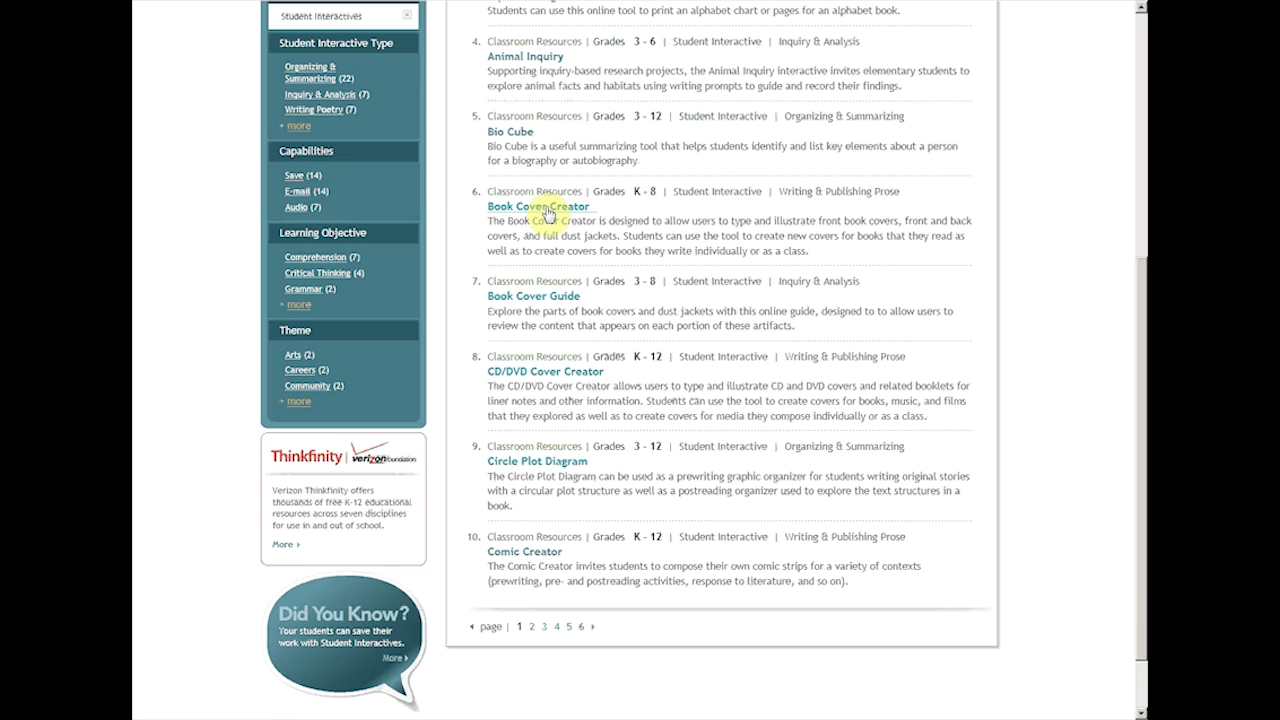 Student Interactives
Student Interactive Type
Organizing &
Summarizing (22)
Inquiry & Analysis (7)
Writing Poetry (7)
+ more
Capabilities
Save (14)
E-mail (14)
Audio (7)
Learning Objective
Comprehension (7)
Critical Thinking (4)
Grammar (2)
+ more
Theme
Arts (2)
Careers (2)
Community (2)
+ more
Thinkfinity | verizon foundation
Verizon Thinkfinity offers
thousands of free K-12 educational
resources across seven disciplines
for use in and out of school.
More
Did You Know?
Your students can save their
work with Student Interactives.
More
Students can use this online tool to print an alphabet chart or pages for an alphabet book.
4. Classroom Resources | Grades 3 - 6 | Student Interactive | Inquiry & Analysis
Animal Inquiry
Supporting inquiry-based research projects, the Animal Inquiry interactive invites elementary students to
explore animal facts and habitats using writing prompts to guide and record their findings.
5. Classroom Resources | Grades 3 - 12 | Student Interactive | Organizing & Summarizing
Bio Cube
Bio Cube is a useful summarizing tool that helps students identify and list key elements about a person
for a biography or autobiography
6. Classroom Resources | Grades K - 8 | Student Interactive | Writing & Publishing Prose
Book Cover Creator
The Book Cover Creator is designed to allow users to type and illustrate front book covers, front and back
covers, and full dust jackets. Students can use the tool to create new covers for books that they read as
well as to create covers for books they write individually or as a class.
7. Classroom Resources | Grades 3 - 8 | Student Interactive | Inquiry & Analysis
Book Cover Guide
Explore the parts of book covers and dust jackets with this online guide, designed to to allow users to
review the content that appears on each portion of these artifacts.
8. Classroom Resources | Grades K - 12 | Student Interactive | Writing & Publishing Prose
CD/DVD Cover Creator
The CD/DVD Cover Creator allows users to type and illustrate CD and DVD covers and related booklets for
liner notes and other information. Students can use the tool to create covers for books, music, and films
that they explored as well as to create covers for media they compose individually or as a class.
9. Classroom Resources | Grades 3 - 12 | Student Interactive | Organizing & Summarizing
Circle Plot Diagram
The Circle Plot Diagram can be used as a prewriting graphic organizer for students writing original stories
with a circular plot structure as well as a postreading organizer used to explore the text structures in a
book.
10. Classroom Resources | Grades K - 12 | Student Interactive | Writing & Publishing Prose
Comic Creator
The Comic Creator invites students to compose their own comic strips for a variety of contexts
(prewriting, pre- and postreading activities, response to literature, and so on).
page | 1 2 3 4 5 6